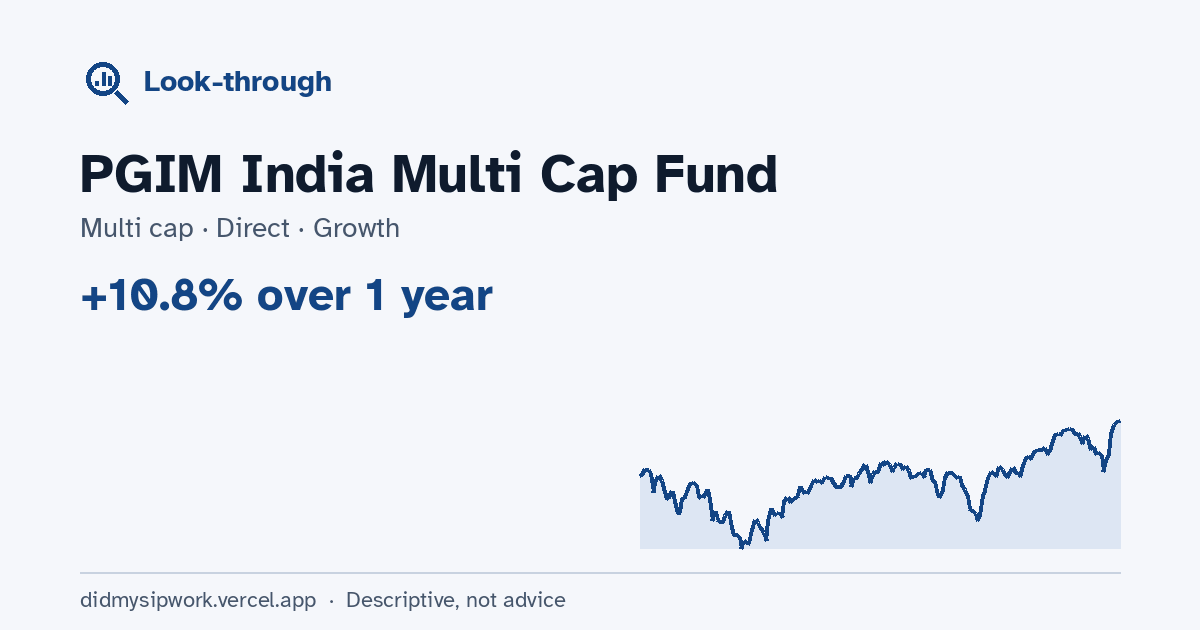 Look-through
PGIM India Multi Cap Fund
Multi cap · Direct · Growth
+10.8% over 1 year
didmysipwork.vercel.app · Descriptive, not advice